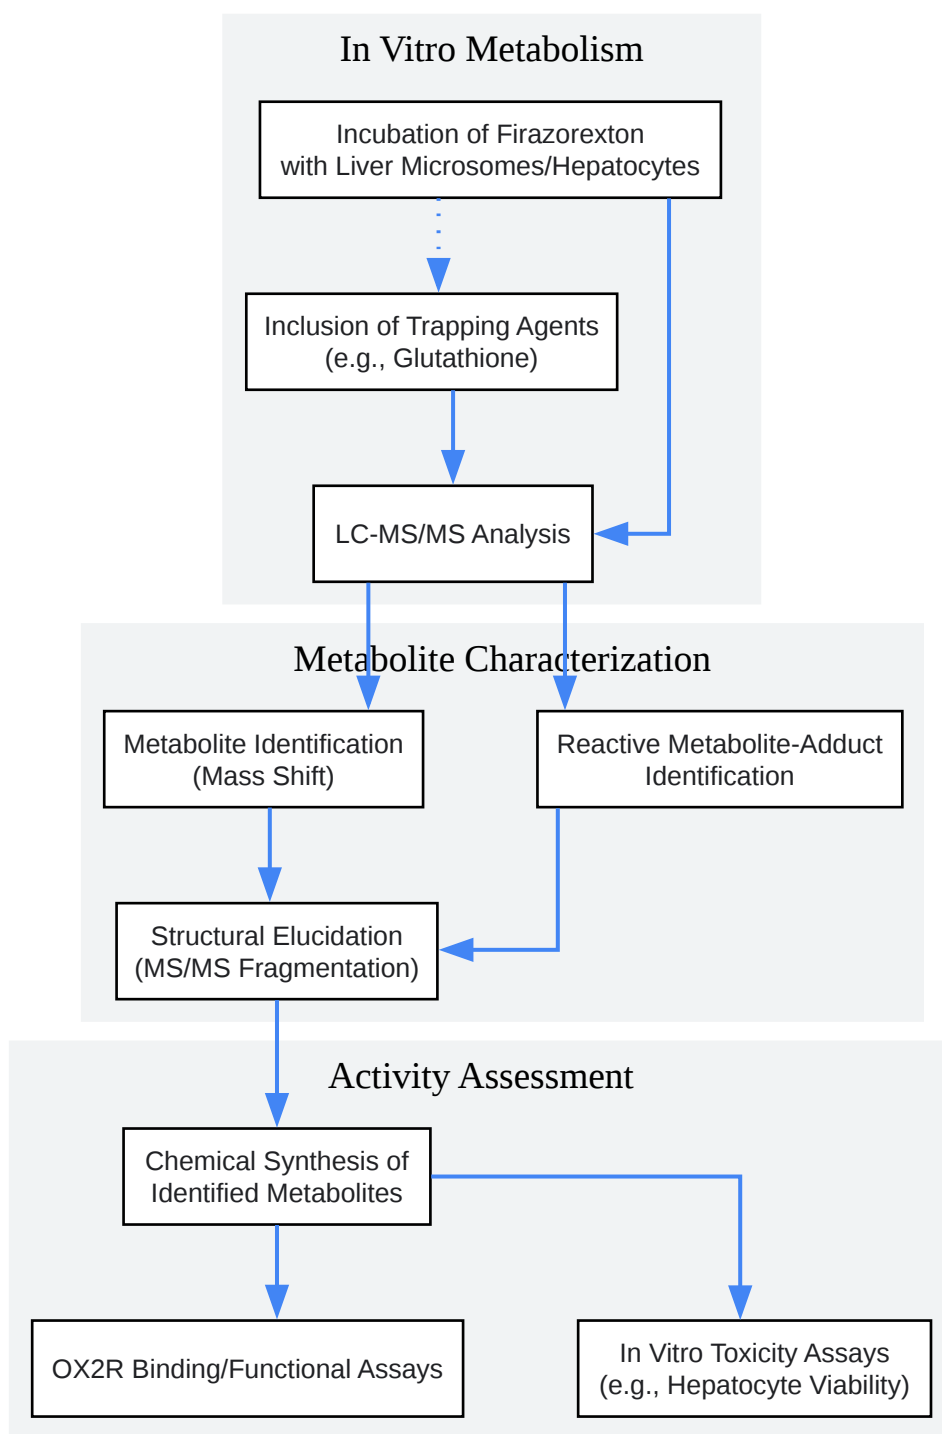 In Vitro Metabolism
Incubation of Firazorexton
with Liver Microsomes/Hepatocytes
Inclusion of Trapping Agents
(e.g., Glutathione)
LC-MS/MS Analysis
Metabolite Characterization
Metabolite Identification
(Mass Shift)
Reactive Metabolite-Adduct
Identification
Structural Elucidation
(MS/MS Fragmentation)
Activity Assessment
Chemical Synthesis of
Identified Metabolites
OX2R Binding/Functional Assays
In Vitro Toxicity Assays
(e.g., Hepatocyte Viability)